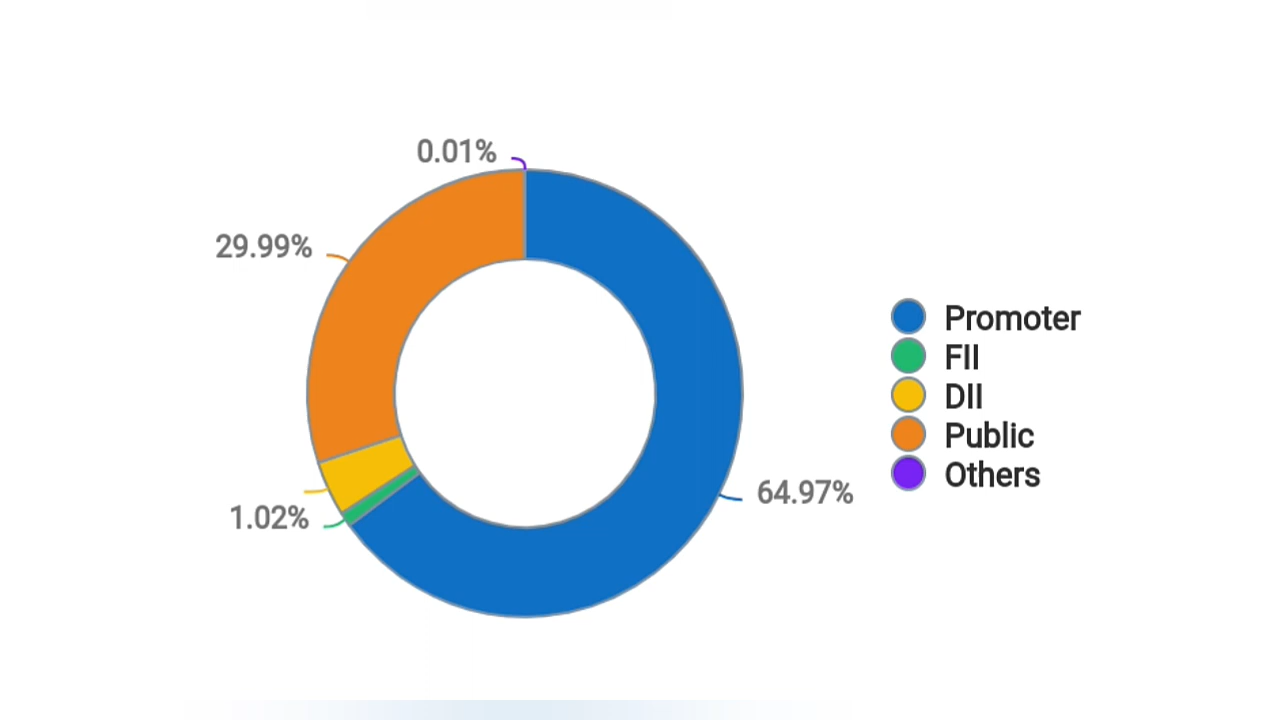 0.01%
29.99%
64.97%
1.02%
Promoter
FII
DII
Public
Others